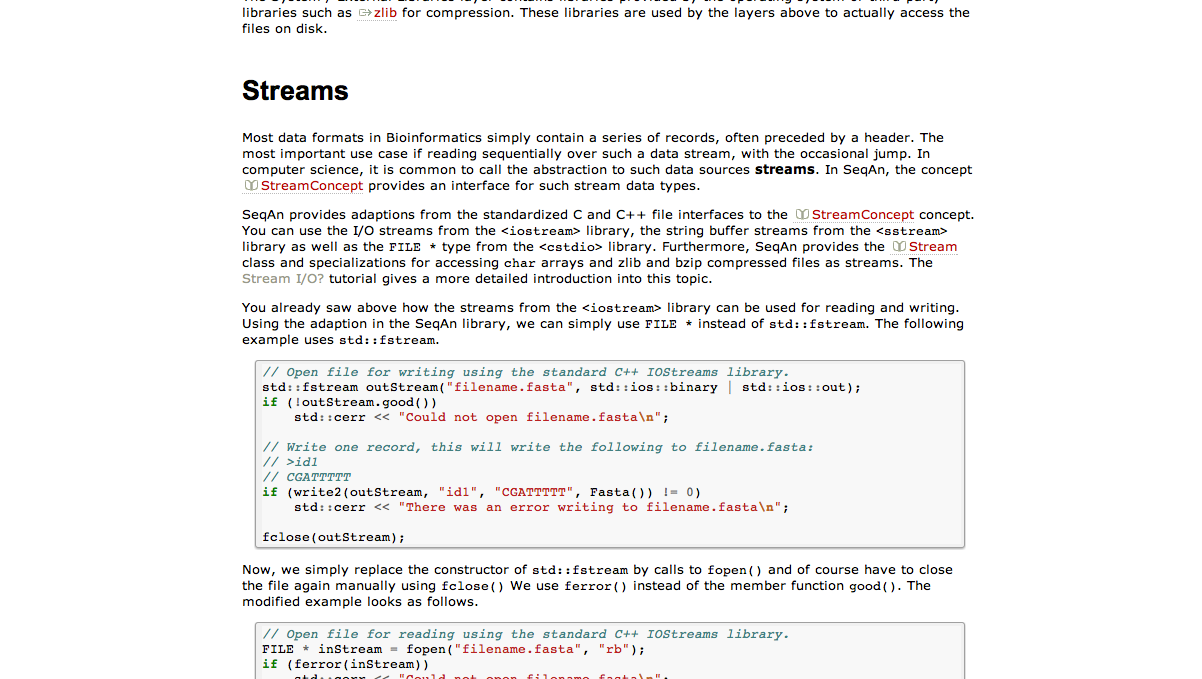 libraries such as zlib for compression. These libraries are used by the layers above to actually access the
files on disk.
Streams
Most data formats in Bioinformatics simply contain a series of records, often preceded by a header. The
most important use case if reading sequentially over such a data stream, with the occasional jump. In
computer science, it is common to call the abstraction to such data sources streams. In SeqAn, the concept
StreamConcept provides an interface for such stream data types.
SeqAn provides adaptions from the standardized C and C++ file interfaces to the StreamConcept concept.
You can use the I/O streams from the <iostream> library, the string buffer streams from the <sstream>
library as well as the FILE * type from the <cstdio> library. Furthermore, SeqAn provides the Stream
class and specializations for accessing char arrays and zlib and bzip compressed files as streams. The
Stream I/O? tutorial gives a more detailed introduction into this topic.
You already saw above how the streams from the <iostream> library can be used for reading and writing.
Using the adaption in the SeqAn library, we can simply use FILE * instead of std::fstream. The following
example uses std::fstream.
// Open file for writing using the standard C++ IOStreams library.
std::fstream outStream("filename.fasta", std::ios::binary | std::ios::out);
if (!outStream.good())
    std::cerr << "Could not open filename.fasta\n";
// Write one record, this will write the following to filename.fasta:
// >id1
// CGATTTTT
if (write2(outStream, "id1", "CGATTTTT", Fasta()) != 0)
    std::cerr << "There was an error writing to filename.fasta\n";
fclose(outStream);
Now, we simply replace the constructor of std::fstream by calls to fopen() and of course have to close
the file again manually using fclose() We use ferror() instead of the member function good(). The
modified example looks as follows.
// Open file for reading using the standard C++ IOStreams library.
FILE * inStream = fopen("filename.fasta", "rb");
if (ferror(inStream))